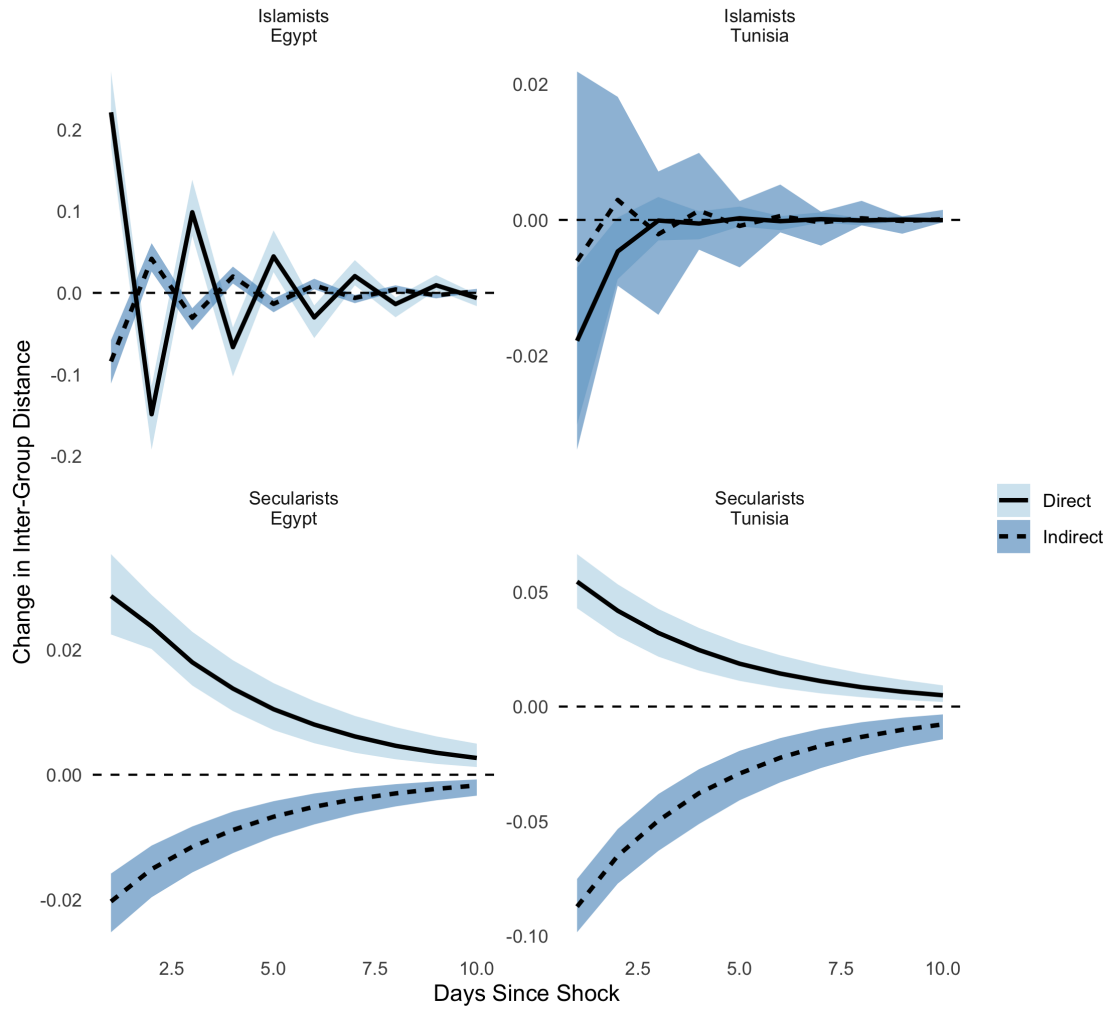 Islamists
Egypt
Islamists
Tunisia
0.2
0.1
0.0
-0.1
-0.2
0.02
0.00
-0.02
Change in Inter-Group Distance
Secularists
Egypt
Secularists
Tunisia
0.02
0.00
-0.02
0.05
0.00
-0.05
-0.10
Direct
Indirect
2.5 5.0 7.5 10.0
2.5 5.0 7.5 10.0
Days Since Shock